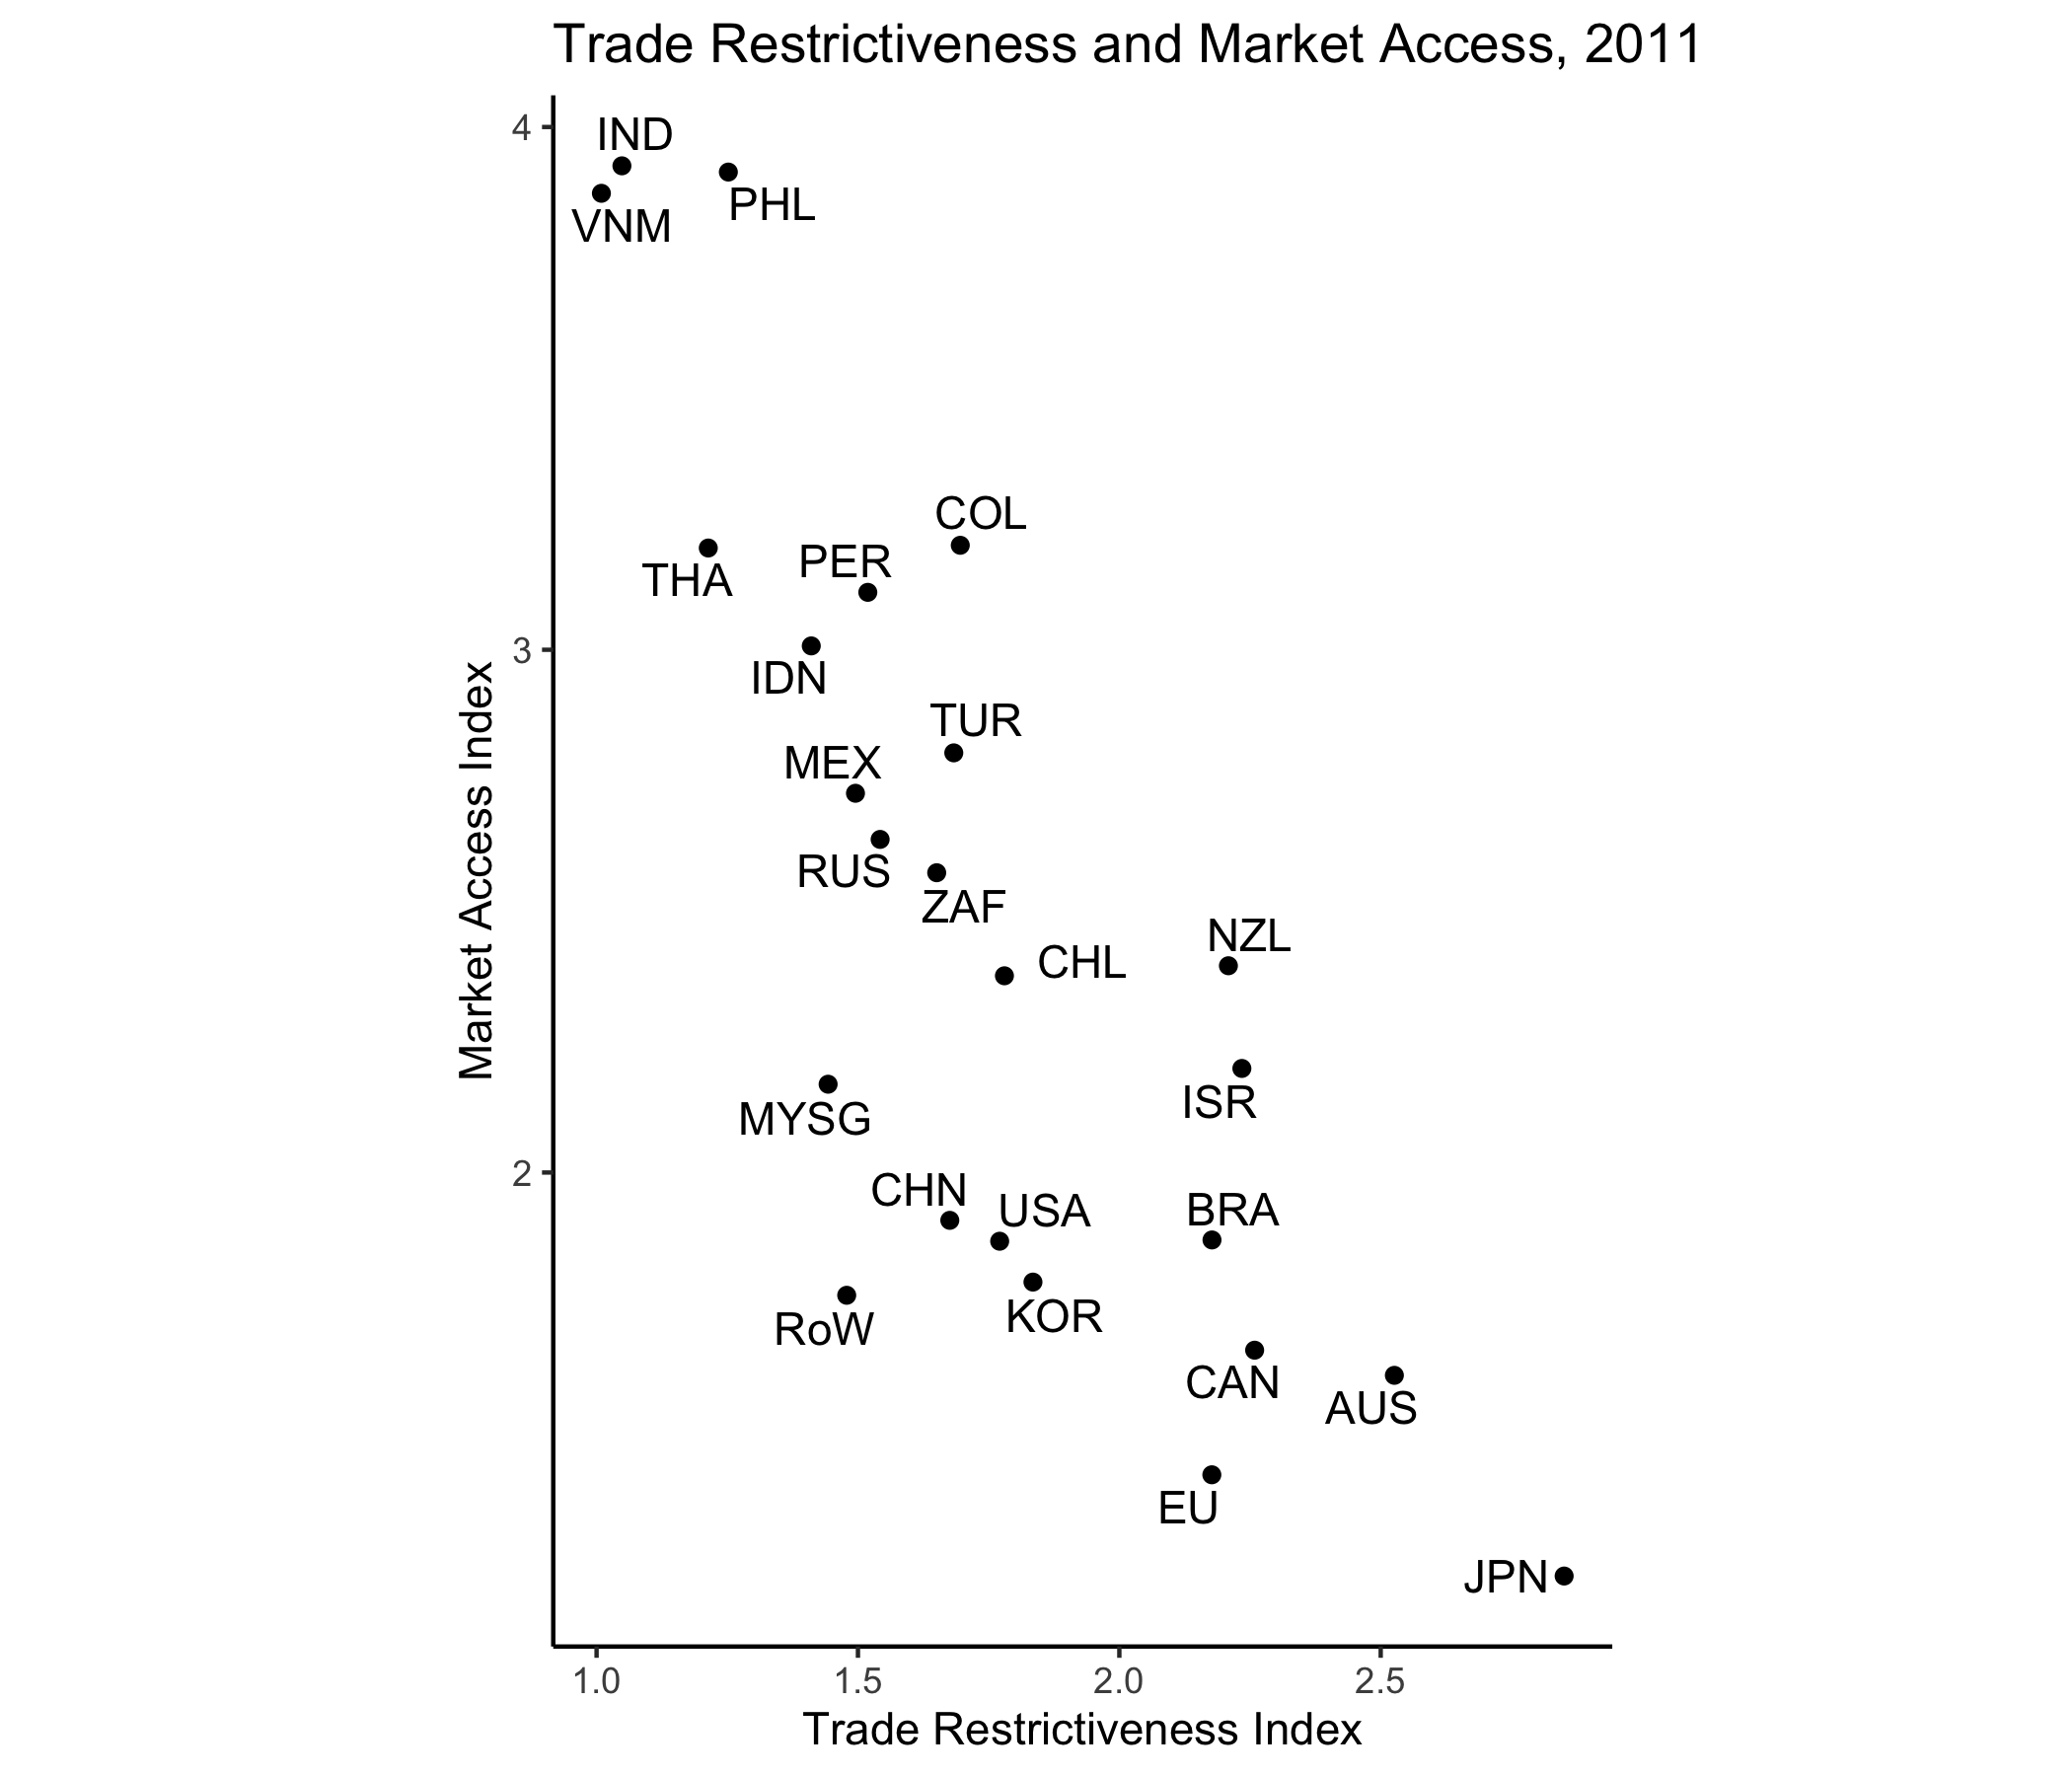 Trade Restrictiveness and Market Access, 2011
4
IND
PHL
VNM
COL
PER
THA
3
IDN
TUR
MEX
RUS
ZAF
NZL
CHL
ISR
MYSG
2
CHN
USA
BRA
KOR
RoW
CAN
AUS
EU
JPN
Market Access Index
1.0 1.5 2.0 2.5
Trade Restrictiveness Index